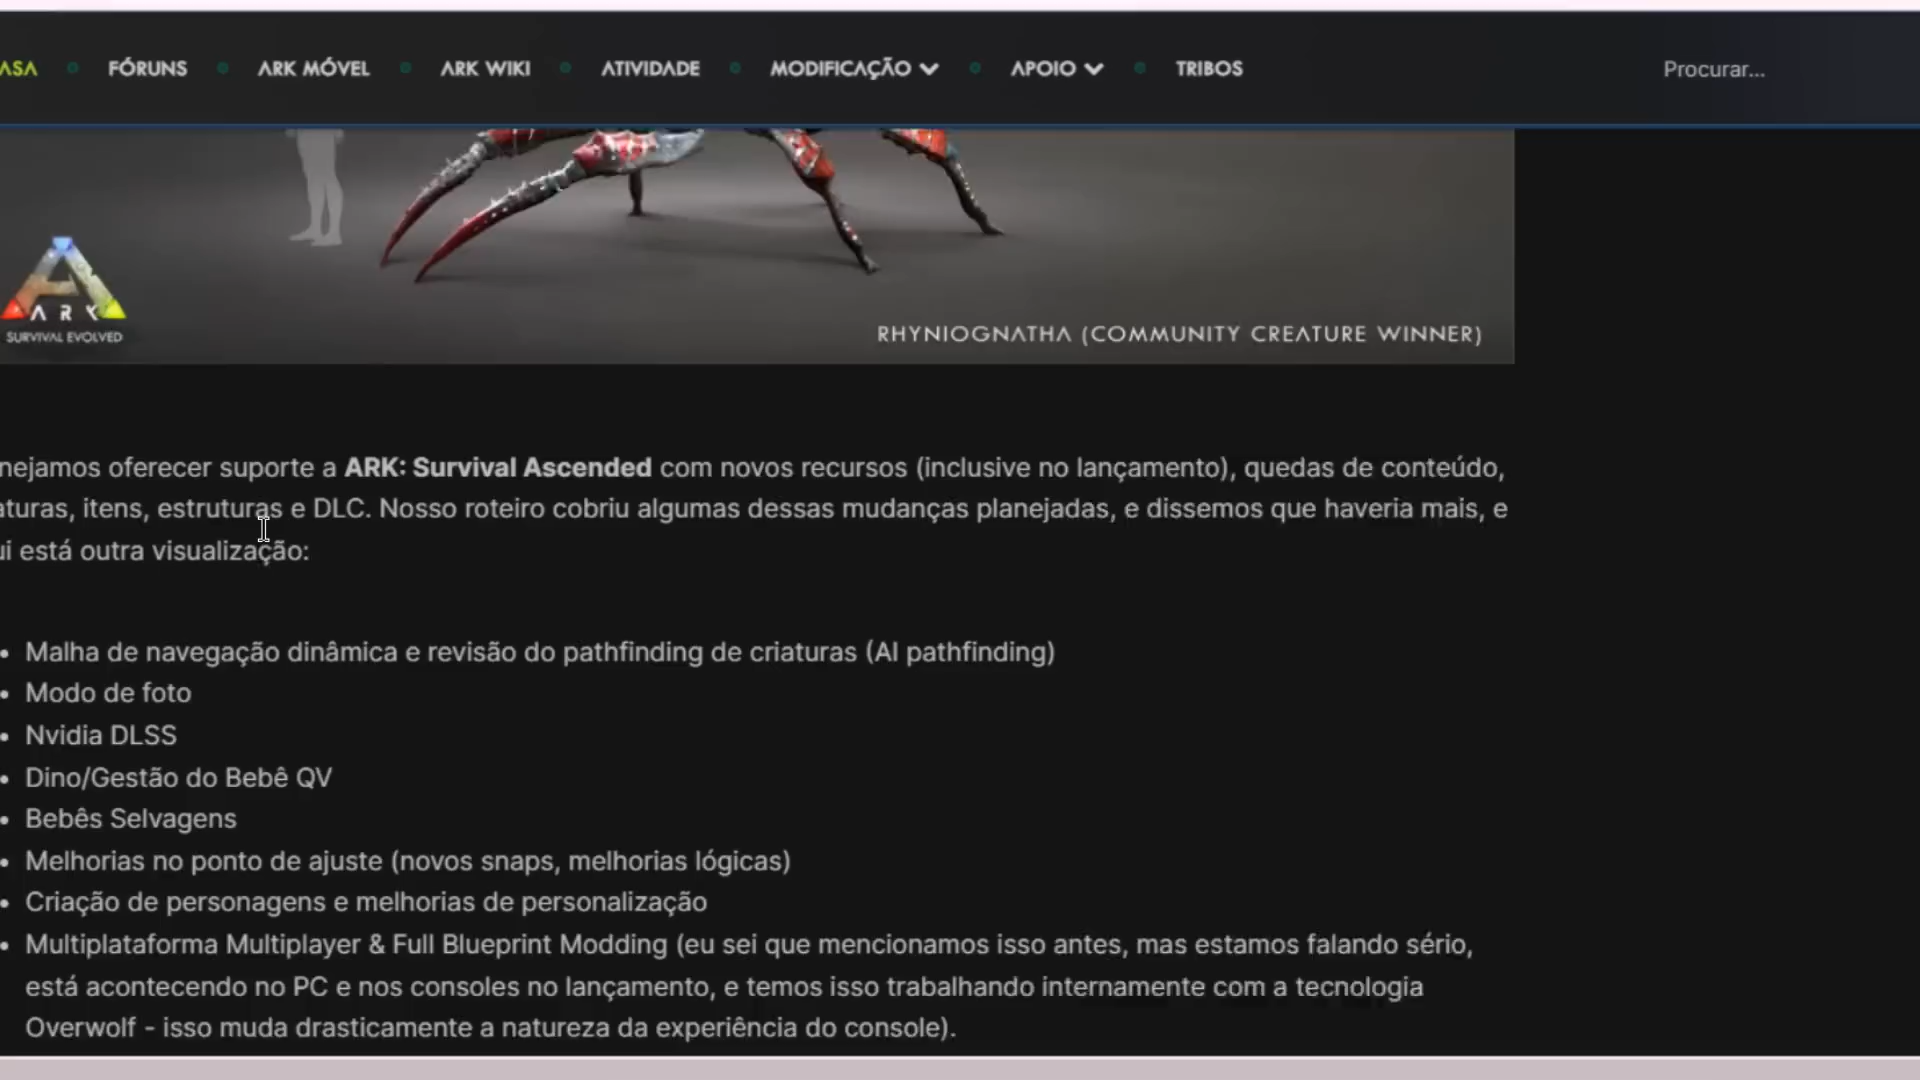 ASA FÓRUNS ARK MÓVEL ARK WIKI ATIVIDADE MODIFICAÇÃO APOIO TRIBOS Procurar...
ARK
SURVIVAL EVOLVED
RHYNIOGNATHA (COMMUNITY CREATURE WINNER)
nejamos oferecer suporte a ARK: Survival Ascended com novos recursos (inclusive no lançamento), quedas de conteúdo,
aturas, itens, estruturas e DLC. Nosso roteiro cobriu algumas dessas mudanças planejadas, e dissemos que haveria mais, e
ui está outra visualização:
• Malha de navegação dinâmica e revisão do pathfinding de criaturas (AI pathfinding)
• Modo de foto
• Nvidia DLSS
• Dino/Gestão do Bebê QV
• Bebês Selvagens
• Melhorias no ponto de ajuste (novos snaps, melhorias lógicas)
• Criação de personagens e melhorias de personalização
• Multiplataforma Multiplayer & Full Blueprint Modding (eu sei que mencionamos isso antes, mas estamos falando sério,
está acontecendo no PC e nos consoles no lançamento, e temos isso trabalhando internamente com a tecnologia
Overwolf - isso muda drasticamente a natureza da experiência do console).